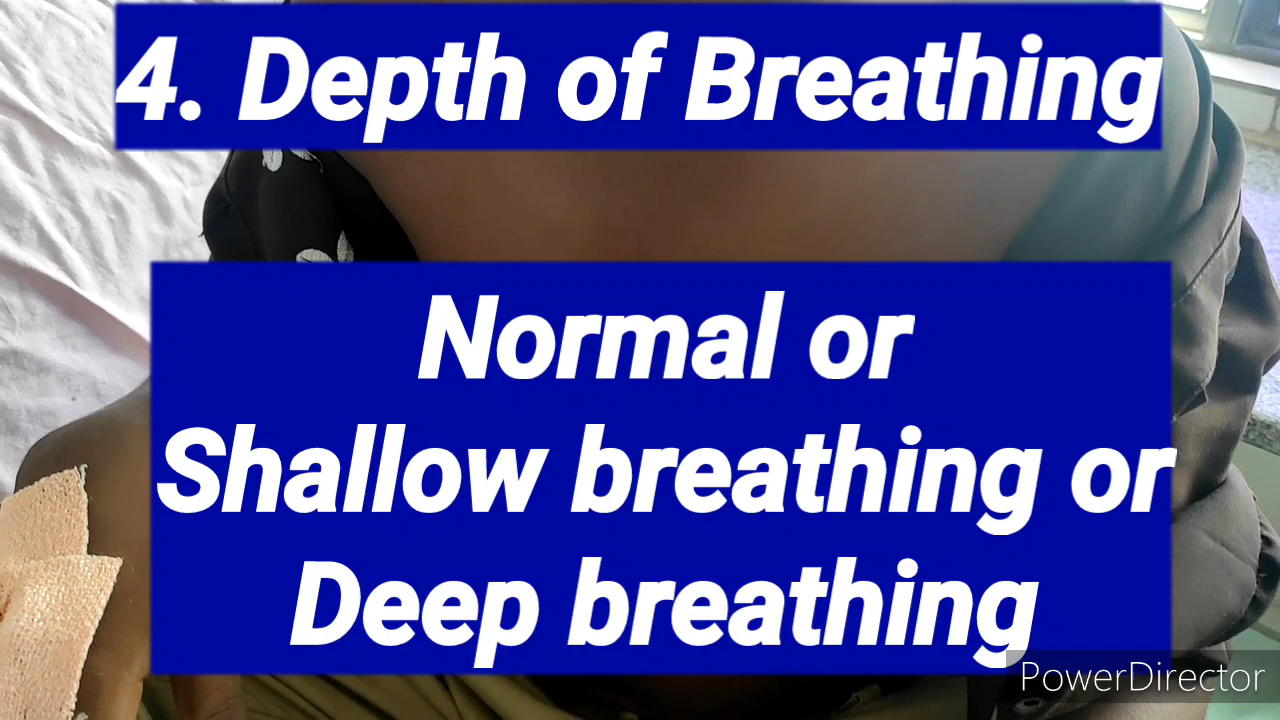 4. Depth of Breathing
Normal or
Shallow breathing or
Deep breathing
PowerDirector